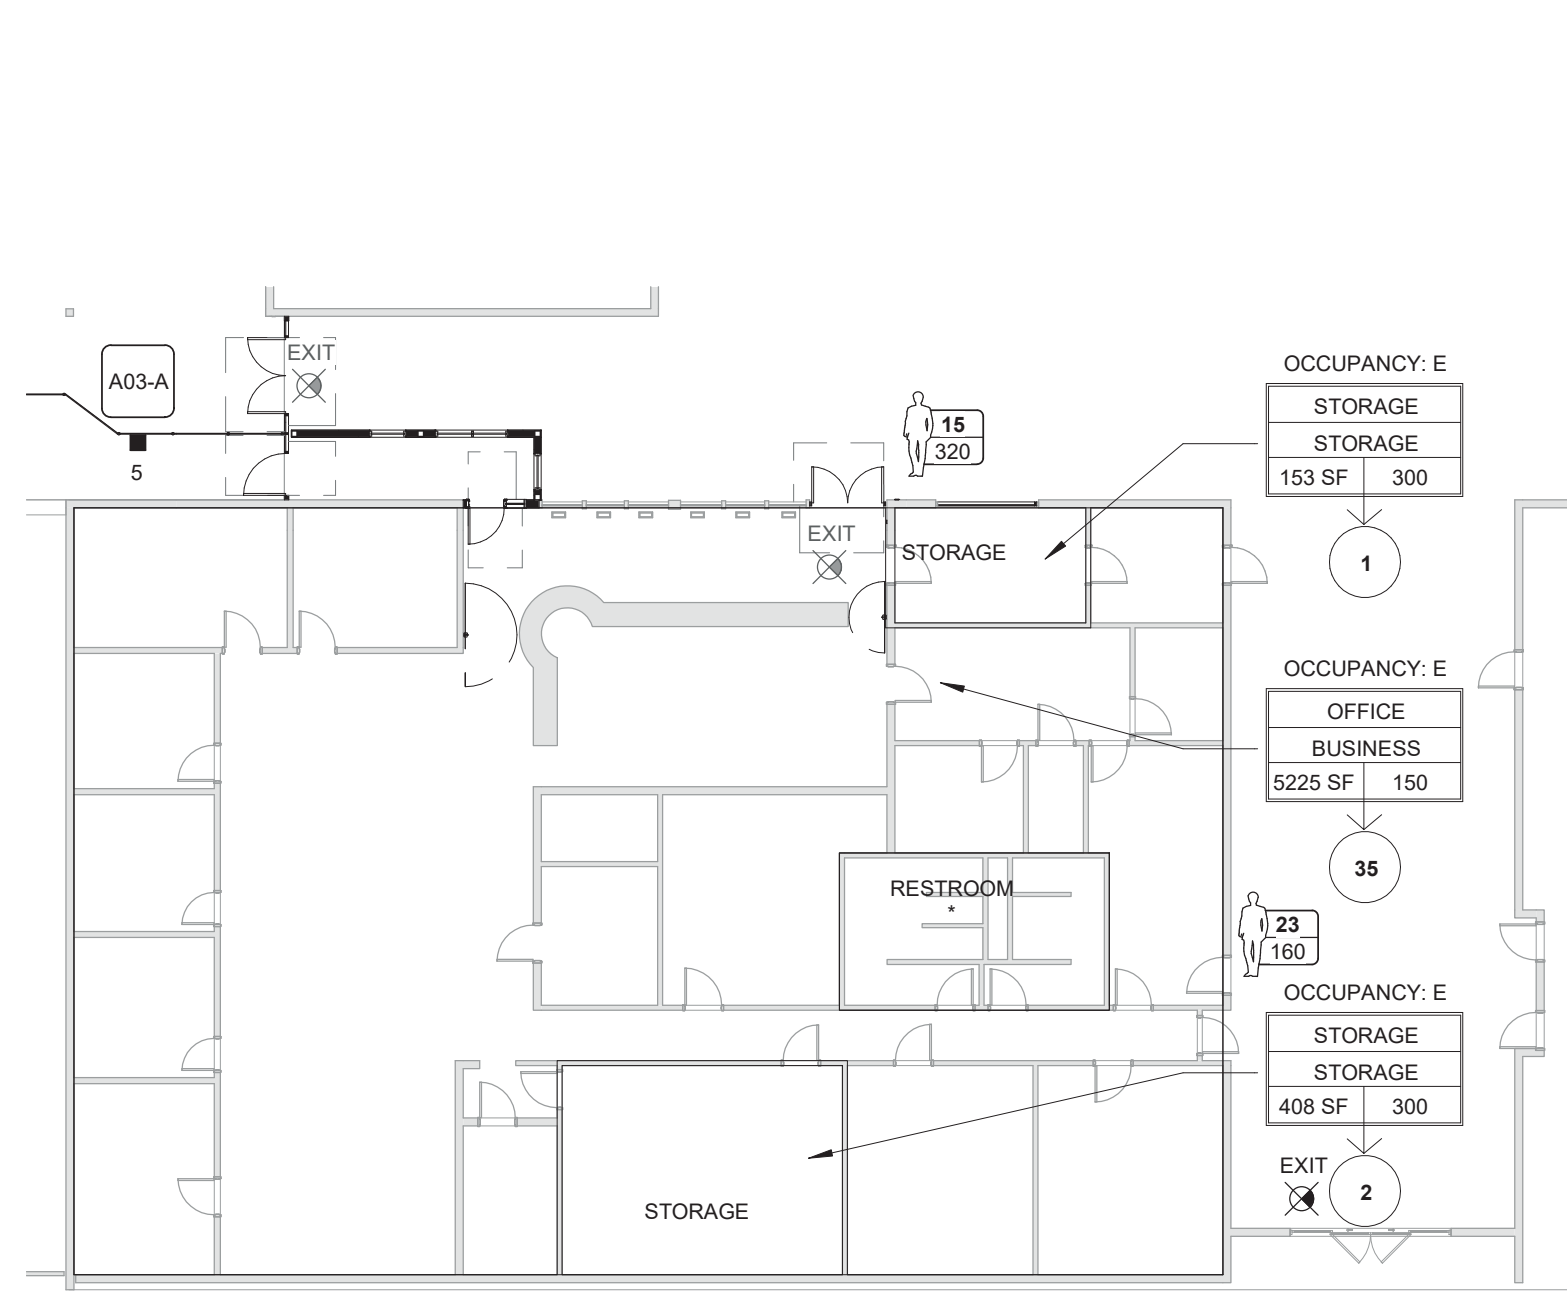 EXIT
A03-A
5
15
320
OCCUPANCY: E
STORAGE
STORAGE
153 SF 300
1
EXIT
STORAGE
OCCUPANCY: E
OFFICE
BUSINESS
5225 SF 150
35
RESTROOM
*
23
160
OCCUPANCY: E
STORAGE
STORAGE
408 SF 300
2
EXIT
STORAGE